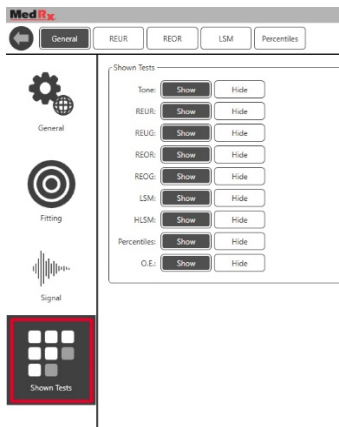 MedRx
General REUR REOR LSM Percentiles
Shown Tests
Tone: Show Hide
REUR: Show Hide
REUG: Show Hide
REOR: Show Hide
REOG: Show Hide
LSM: Show Hide
HLSM: Show Hide
Percentiles: Show Hide
O.E.: Show Hide
General
Fitting
Signal
Shown Tests